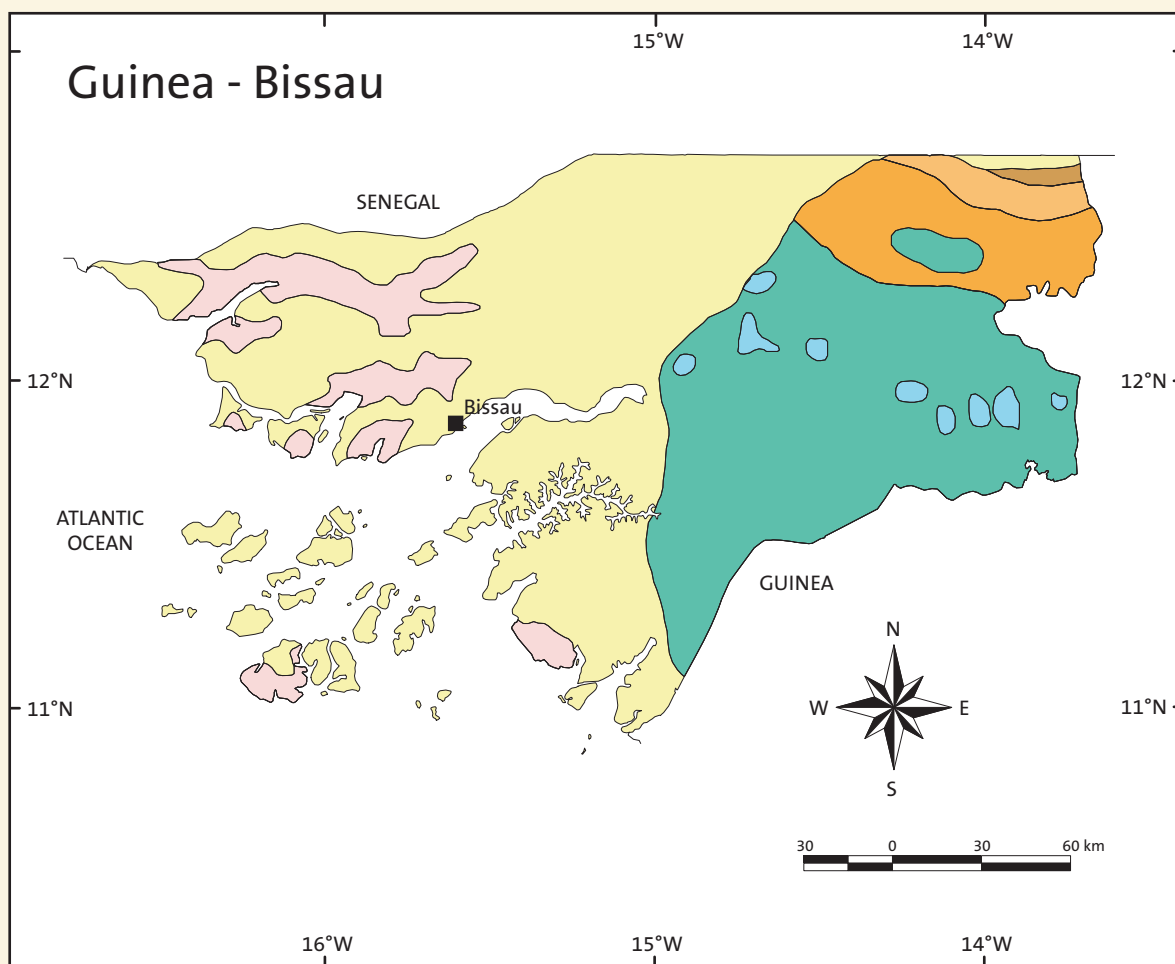 15°W
14°W
Guinea - Bissau
SENEGAL
12°N
12°N
Bissau
ATLANTIC
OCEAN
GUINEA
N
W
E
S
11°N
11°N
30
0
30
60 km
16°W
15°W
14°W